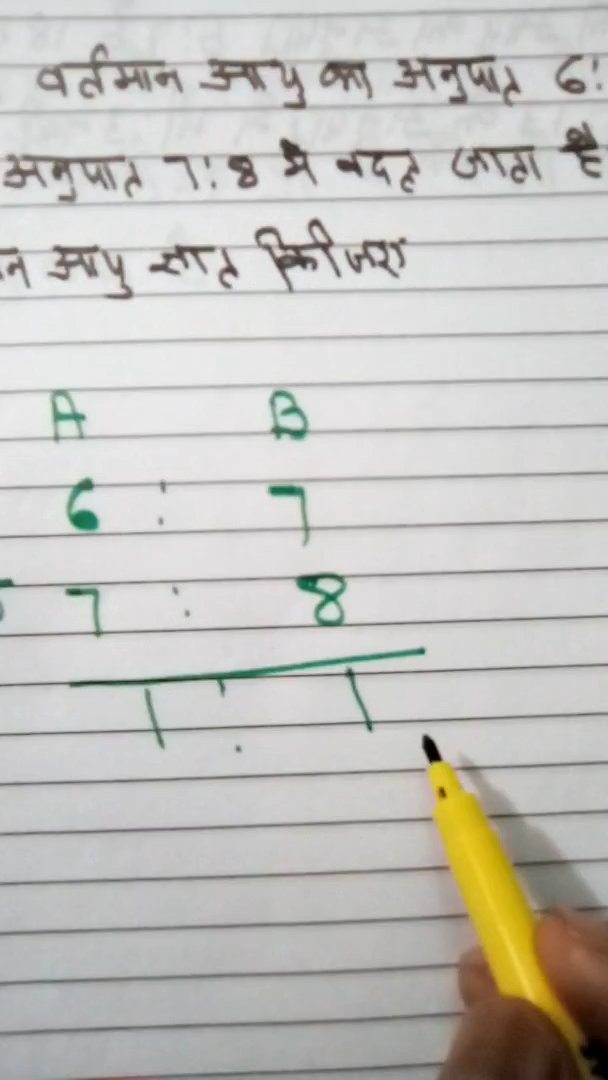 वर्तमान आयु का अनुपात 6:
अनुपात 7:8 मे बदल जाता है
न आयु ज्ञात कीजिए
A B
6 : 7
7 : 8
1 : 1